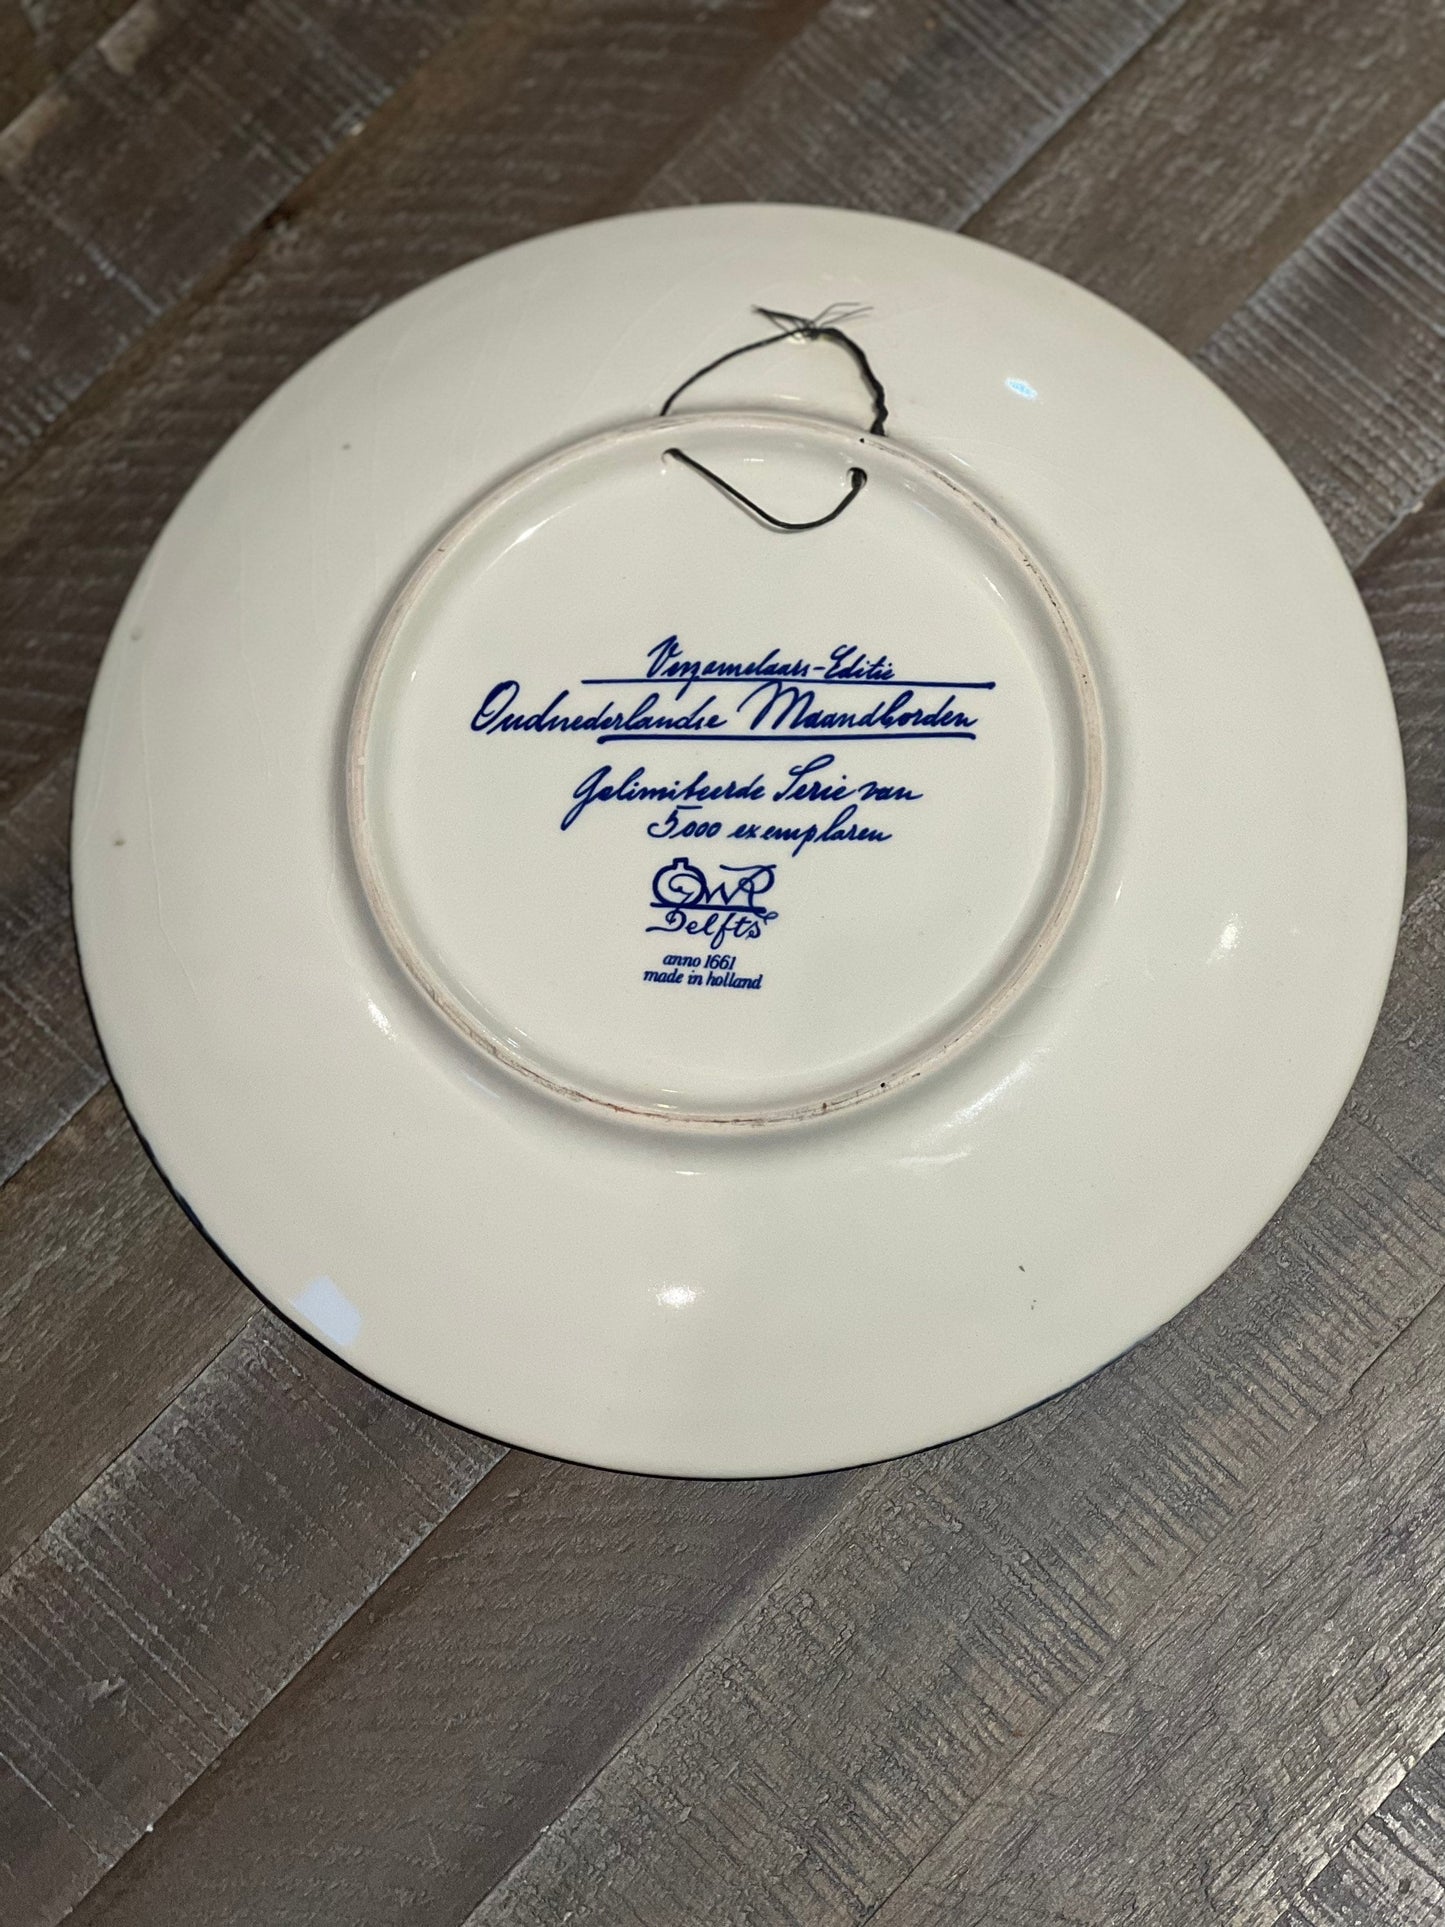 Verzamelaars-Editie
Oudnederlandse Maandborden
Gelimiteerde Serie van
5000 exemplaren
Delfts
anno 1661
made in holland